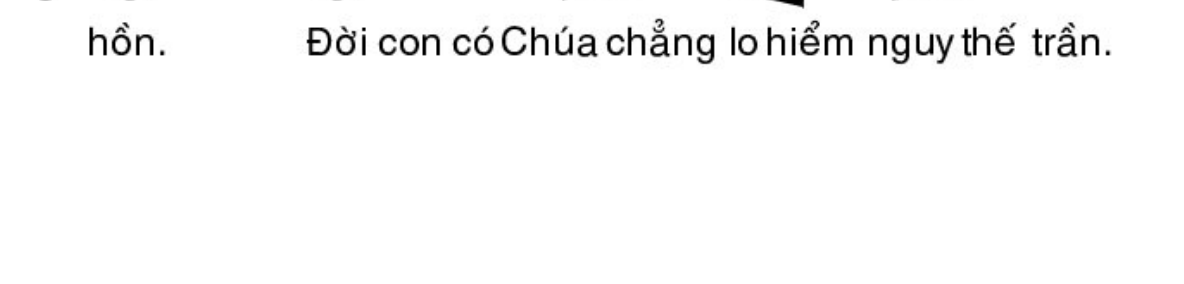 hồn. Đời con có Chúa chẳng lo hiểm nguy thế trần.